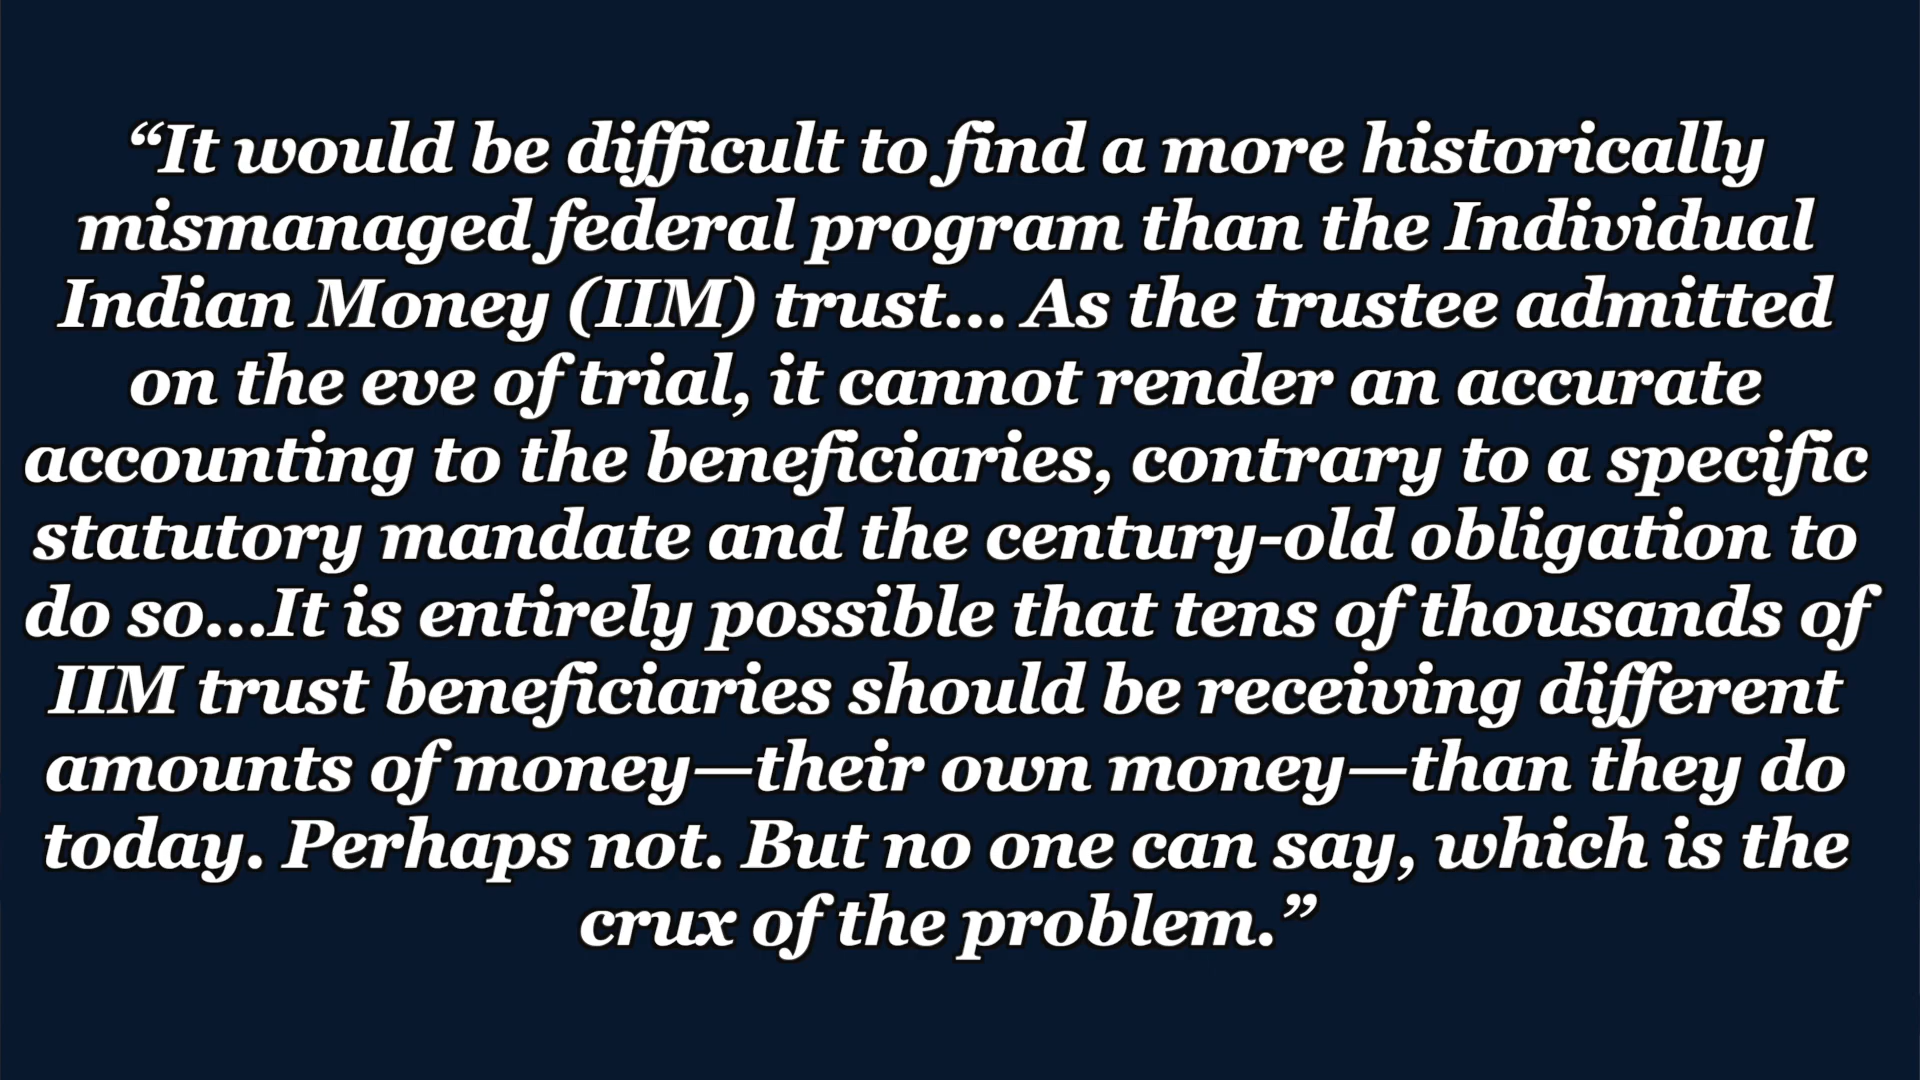 “It would be difficult to find a more historically
mismanaged federal program than the Individual
Indian Money (IIM) trust... As the trustee admitted
on the eve of trial, it cannot render an accurate
accounting to the beneficiaries, contrary to a specific
statutory mandate and the century-old obligation to
do so...It is entirely possible that tens of thousands of
IIM trust beneficiaries should be receiving different
amounts of money—their own money—than they do
today. Perhaps not. But no one can say, which is the
crux of the problem.”